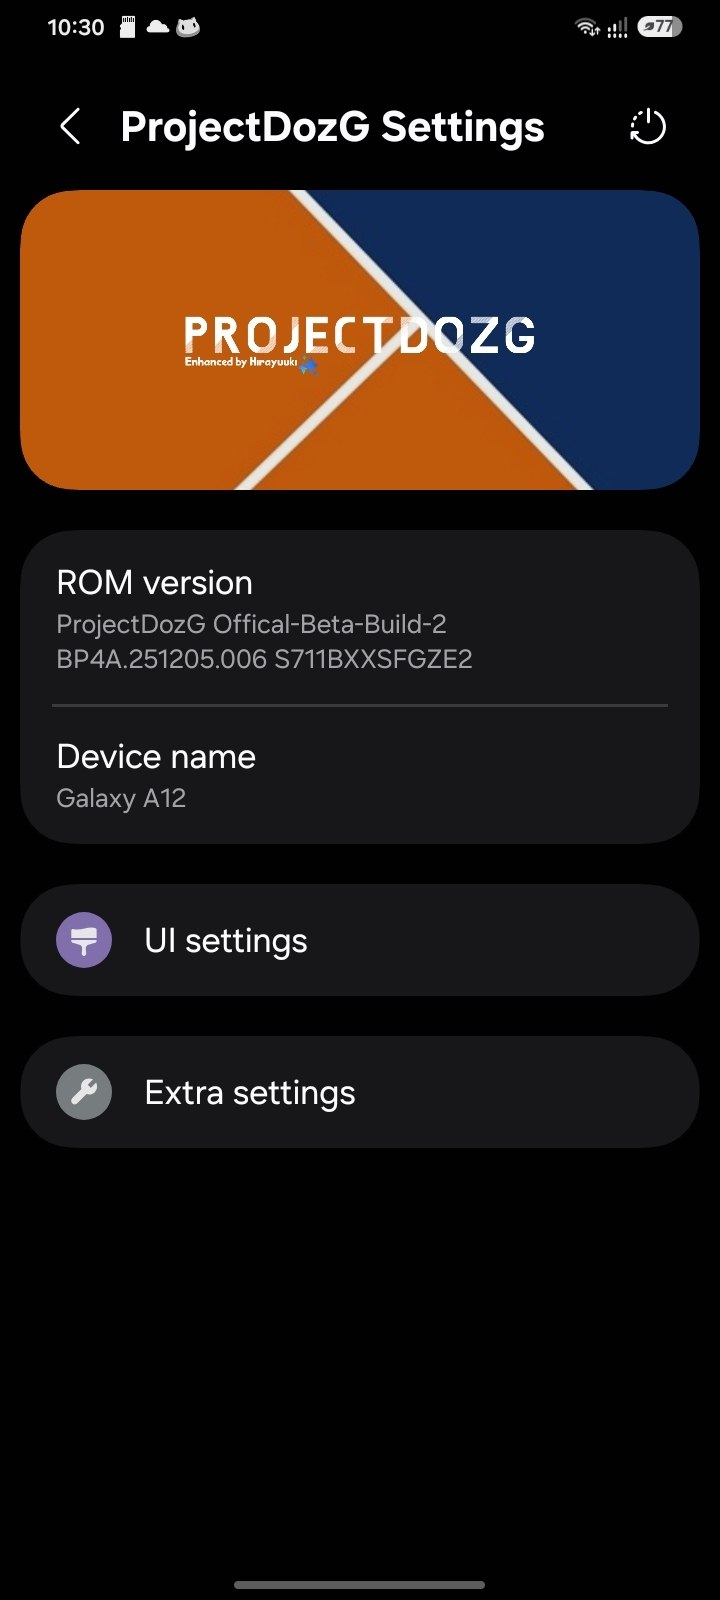 10:30
77
ProjectDozG Settings
PROJECTDOZG
Enhanced by Hirayuuki
ROM version
ProjectDozG Offical-Beta-Build-2
BP4A.251205.006 S711BXXSFGZE2
Device name
Galaxy A12
UI settings
Extra settings